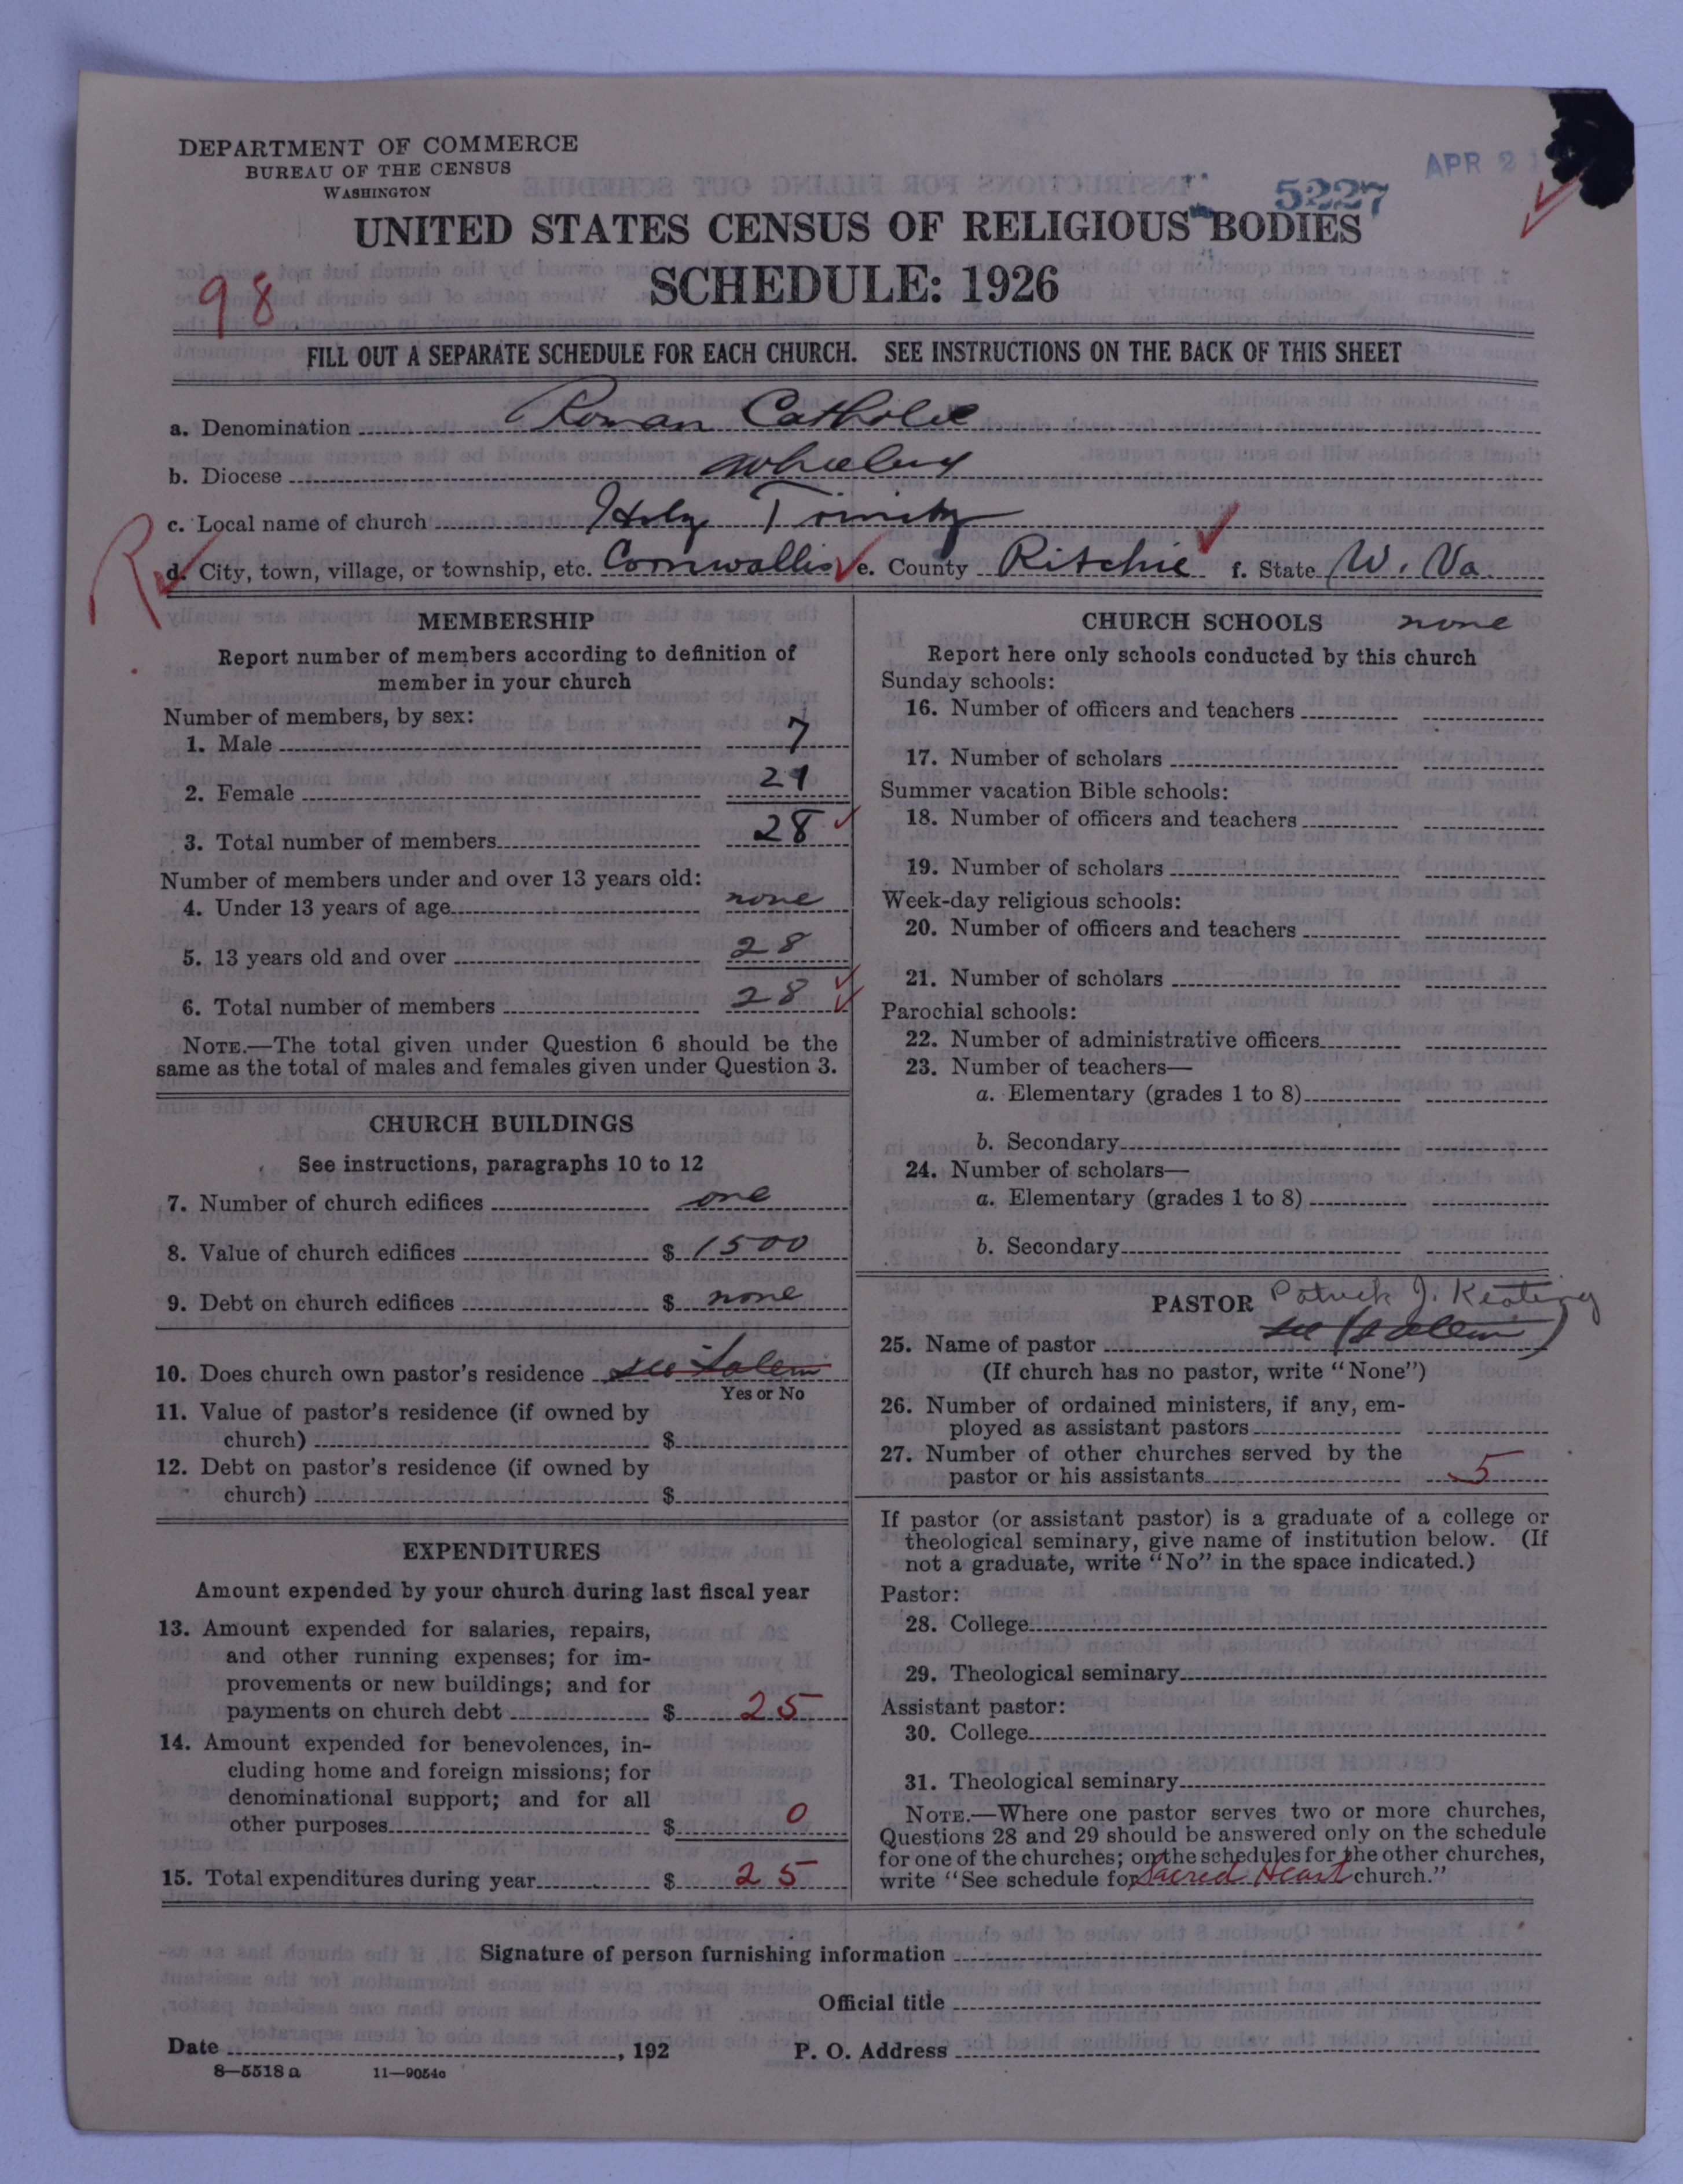 DEPARTMENT OF COMMERCE
BUREAU OF THE CENSUS
WASHINGTON
APR 2
5227
UNITED STATES CENSUS OF RELIGIOUS BODIES
SCHEDULE: 1926
98
FILL OUT A SEPARATE SCHEDULE FOR EACH CHURCH. SEE INSTRUCTIONS ON THE BACK OF THIS SHEET
a. Denomination Roman Catholic
b. Diocese Wheeling
c. Local name of church Holy Trinity
R
d. City, town, village, or township, etc. Cornwallis e. County Ritchie f. State W. Va.
MEMBERSHIP
Report number of members according to definition of
member in your church
Number of members, by sex:
1. Male 7
2. Female 21
3. Total number of members 28
Number of members under and over 13 years old:
4. Under 13 years of age none
5. 13 years old and over 28
6. Total number of members 28
NOTE.—The total given under Question 6 should be the
same as the total of males and females given under Question 3.
CHURCH BUILDINGS
See instructions, paragraphs 10 to 12
7. Number of church edifices one
8. Value of church edifices $ 1500
9. Debt on church edifices $ none
10. Does church own pastor's residence see Salem
Yes or No
11. Value of pastor's residence (if owned by
church) $
12. Debt on pastor's residence (if owned by
church) $
EXPENDITURES
Amount expended by your church during last fiscal year
13. Amount expended for salaries, repairs,
and other running expenses; for im-
provements or new buildings; and for
payments on church debt $ 25
14. Amount expended for benevolences, in-
cluding home and foreign missions; for
denominational support; and for all
other purposes $ 0
15. Total expenditures during year $ 25
CHURCH SCHOOLS none
Report here only schools conducted by this church
Sunday schools:
16. Number of officers and teachers
17. Number of scholars
Summer vacation Bible schools:
18. Number of officers and teachers
19. Number of scholars
Week-day religious schools:
20. Number of officers and teachers
21. Number of scholars
Parochial schools:
22. Number of administrative officers
23. Number of teachers—
a. Elementary (grades 1 to 8)
b. Secondary
24. Number of scholars—
a. Elementary (grades 1 to 8)
b. Secondary
PASTOR Patrick J. Keating
25. Name of pastor see (Salem)
(If church has no pastor, write "None")
26. Number of ordained ministers, if any, em-
ployed as assistant pastors
27. Number of other churches served by the
pastor or his assistants 5
If pastor (or assistant pastor) is a graduate of a college or
theological seminary, give name of institution below. (If
not a graduate, write "No" in the space indicated.)
Pastor:
28. College
29. Theological seminary
Assistant pastor:
30. College
31. Theological seminary
NOTE.—Where one pastor serves two or more churches,
Questions 28 and 29 should be answered only on the schedule
for one of the churches; on the schedules for the other churches,
write "See schedule for Sacred Heart church."
Signature of person furnishing information
Official title
Date , 192 P. O. Address
8—5518 a 11—9054c